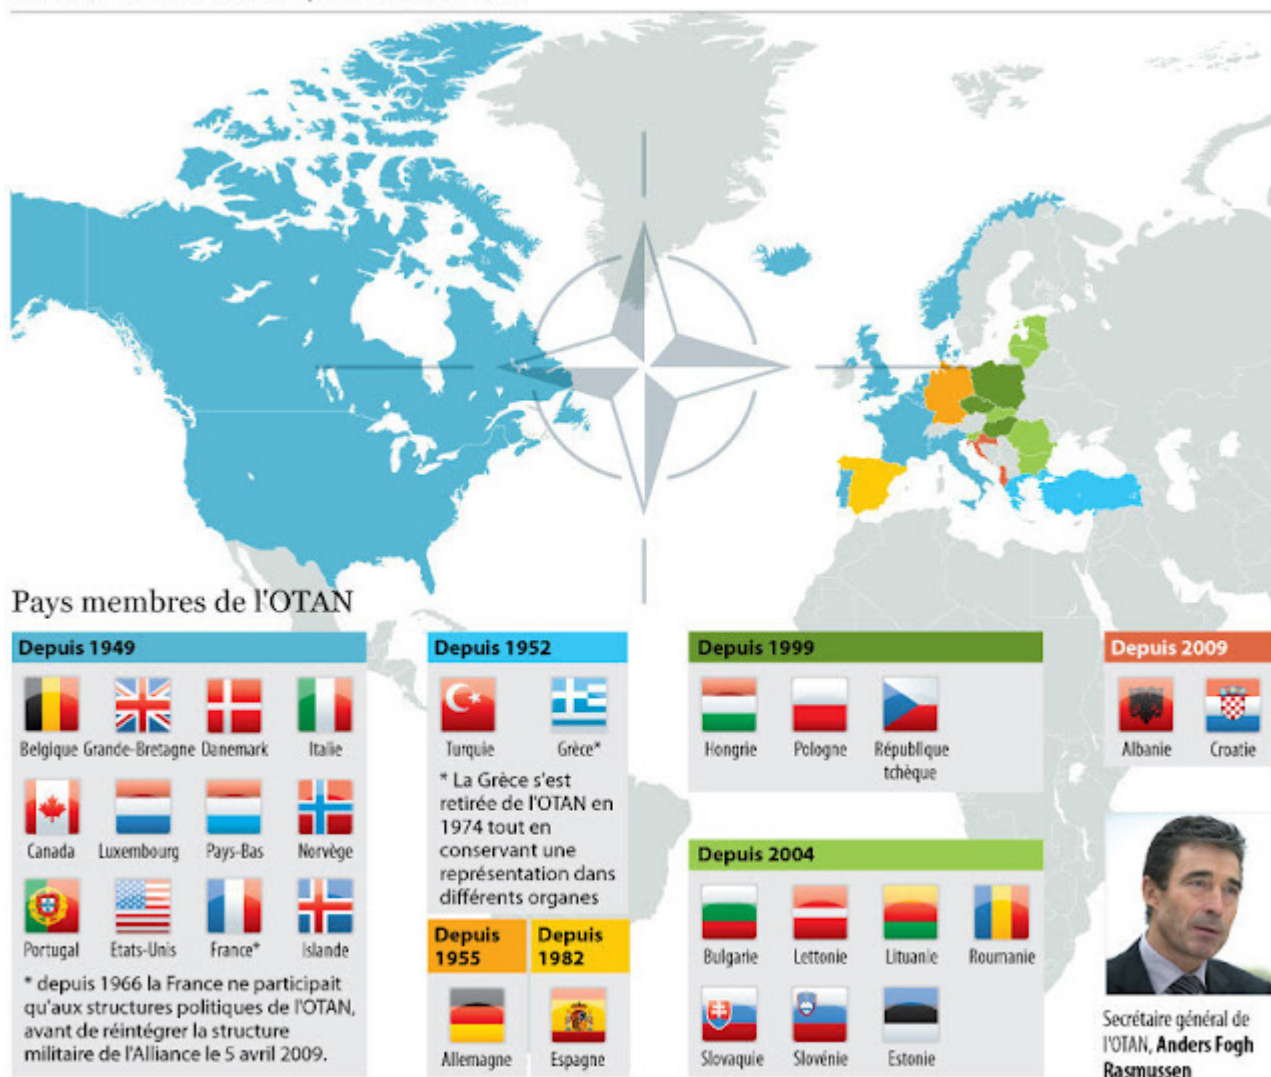 Pays membres de l'OTAN
Depuis 1949
Belgique Grande-Bretagne Danemark Italie
Canada Luxembourg Pays-Bas Norvège
Portugal Etats-Unis France* Islande
* depuis 1966 la France ne participait
qu'aux structures politiques de l'OTAN,
avant de réintégrer la structure
militaire de l'Alliance le 5 avril 2009.
Depuis 1952
Turquie Grèce*
* La Grèce s'est
retirée de l'OTAN en
1974 tout en
conservant une
représentation dans
différents organes
Depuis
1955
Allemagne
Depuis
1982
Espagne
Depuis 1999
Hongrie Pologne République
tchèque
Depuis 2004
Bulgarie Lettonie Lituanie Roumanie
Slovaquie Slovénie Estonie
Depuis 2009
Albanie Croatie
Secrétaire général de
l'OTAN, Anders Fogh
Rasmussen